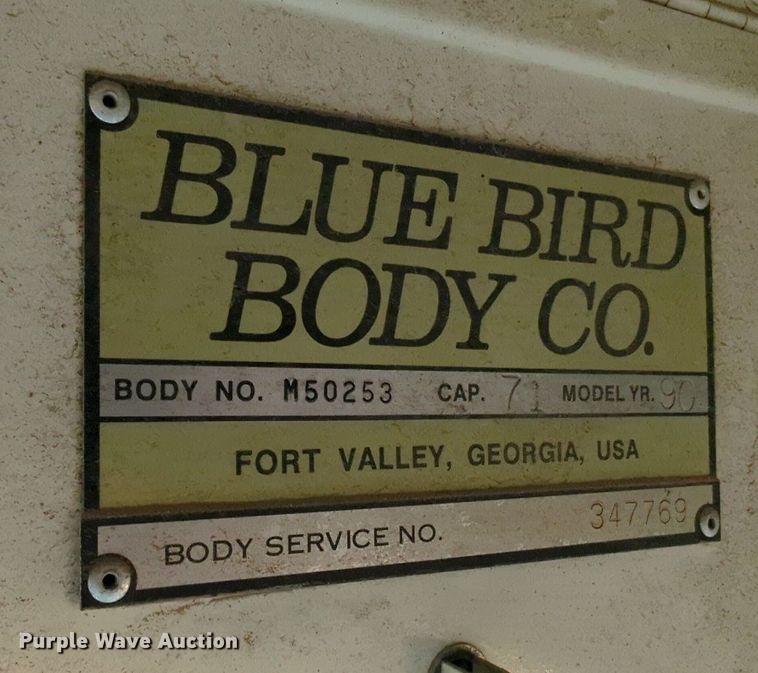 BLUE BIRD
BODY CO.
BODY NO. M50253 CAP. 71 MODEL YR. 90
FORT VALLEY, GEORGIA, USA
BODY SERVICE NO. 347769
Purple Wave Auction